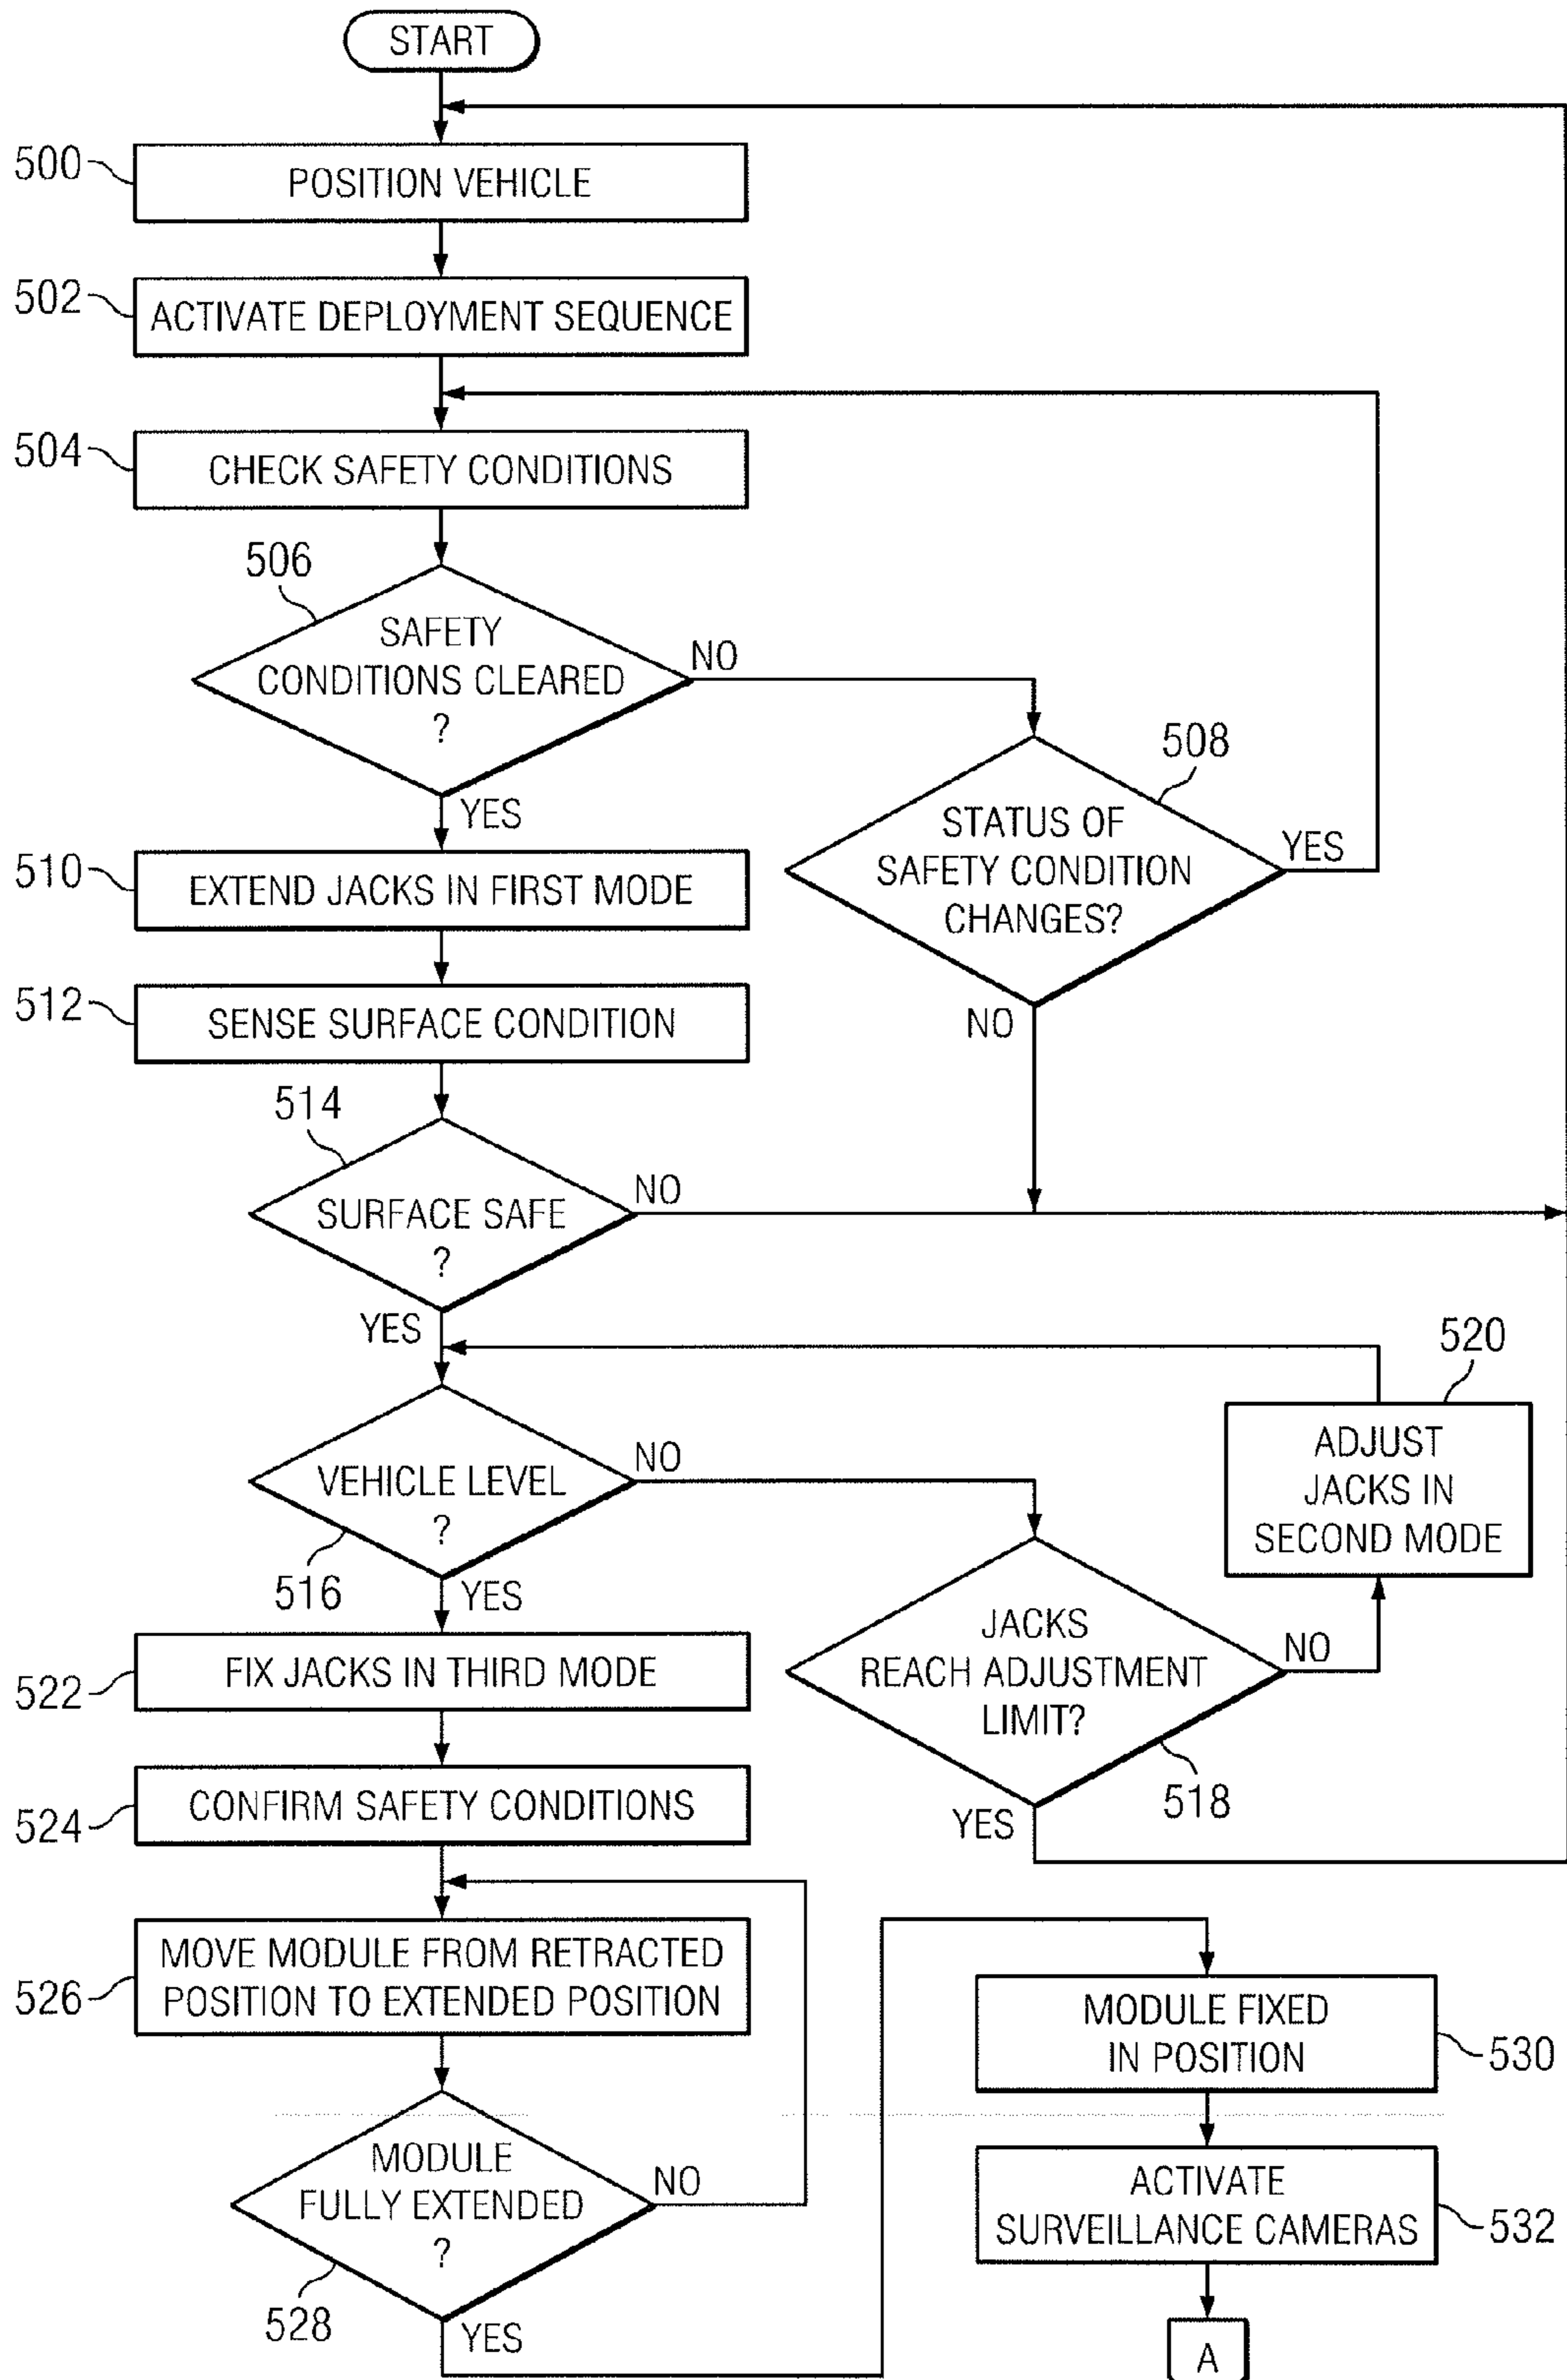 START
500
POSITION VEHICLE
502
ACTIVATE DEPLOYMENT SEQUENCE
504
CHECK SAFETY CONDITIONS
506
SAFETY
CONDITIONS CLEARED
?
NO
YES
508
STATUS OF
SAFETY CONDITION
CHANGES?
YES
NO
510
EXTEND JACKS IN FIRST MODE
512
SENSE SURFACE CONDITION
514
SURFACE SAFE
?
NO
YES
516
VEHICLE LEVEL
?
NO
YES
520
ADJUST
JACKS IN
SECOND MODE
JACKS
REACH ADJUSTMENT
LIMIT?
NO
518
YES
522
FIX JACKS IN THIRD MODE
524
CONFIRM SAFETY CONDITIONS
526
MOVE MODULE FROM RETRACTED
POSITION TO EXTENDED POSITION
MODULE
FULLY EXTENDED
?
NO
528
YES
MODULE FIXED
IN POSITION
530
ACTIVATE
SURVEILLANCE CAMERAS
532
A